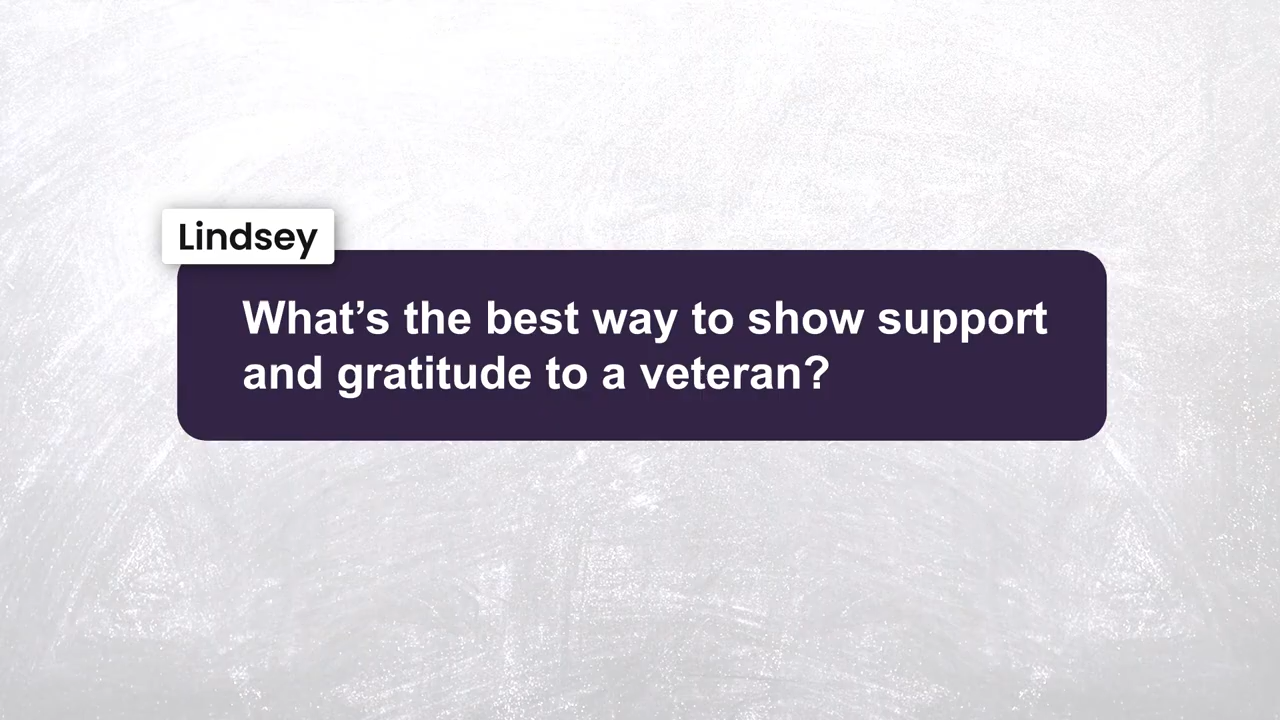 Lindsey
What’s the best way to show support
and gratitude to a veteran?